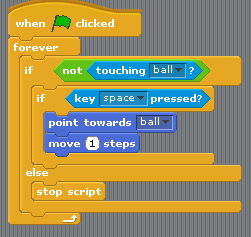 when clicked
forever
if not touching ball ?
if key space pressed?
point towards ball
move 1 steps
else
stop script